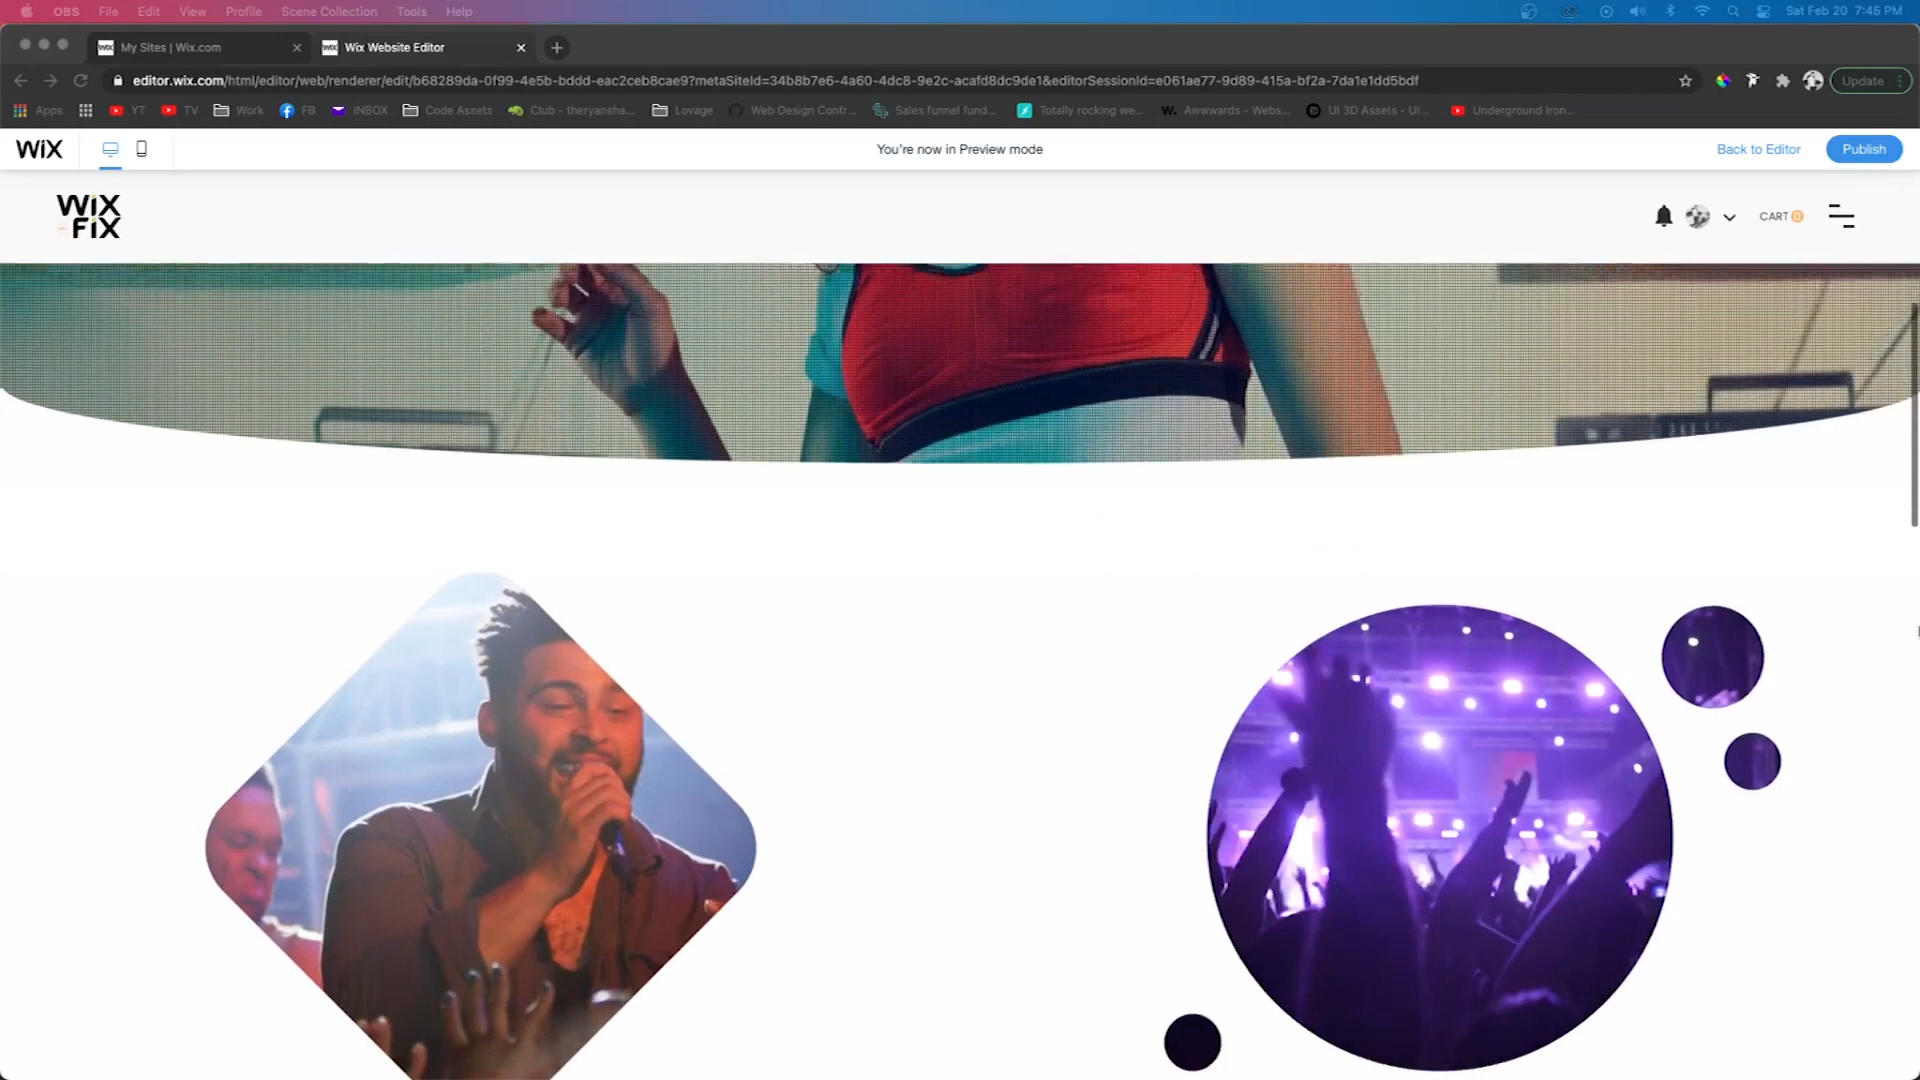 OBS File Edit View Profile Scene Collection Tools Help Sat Feb 20 7:45 PM
WiX My Sites | Wix.com WiX Wix Website Editor
editor.wix.com/html/editor/web/renderer/edit/b68289da-0f99-4e5b-bddd-eac2ceb8cae9?metaSiteId=34b8b7e6-4a60-4dc8-9e2c-acafd8dc9de1&editorSessionId=e061ae77-9d89-415a-bf2a-7da1e1dd5bdf Update
Apps YT TV Work FB INBOX Code Assets Club - theryansha... Lovage Web Design Contr... Sales funnel fund... Totally rocking we... W. Awwwards - Webs... UI 3D Assets - UI... Underground Iron...
WiX You're now in Preview mode Back to Editor Publish
WiX
FiX
CART 0